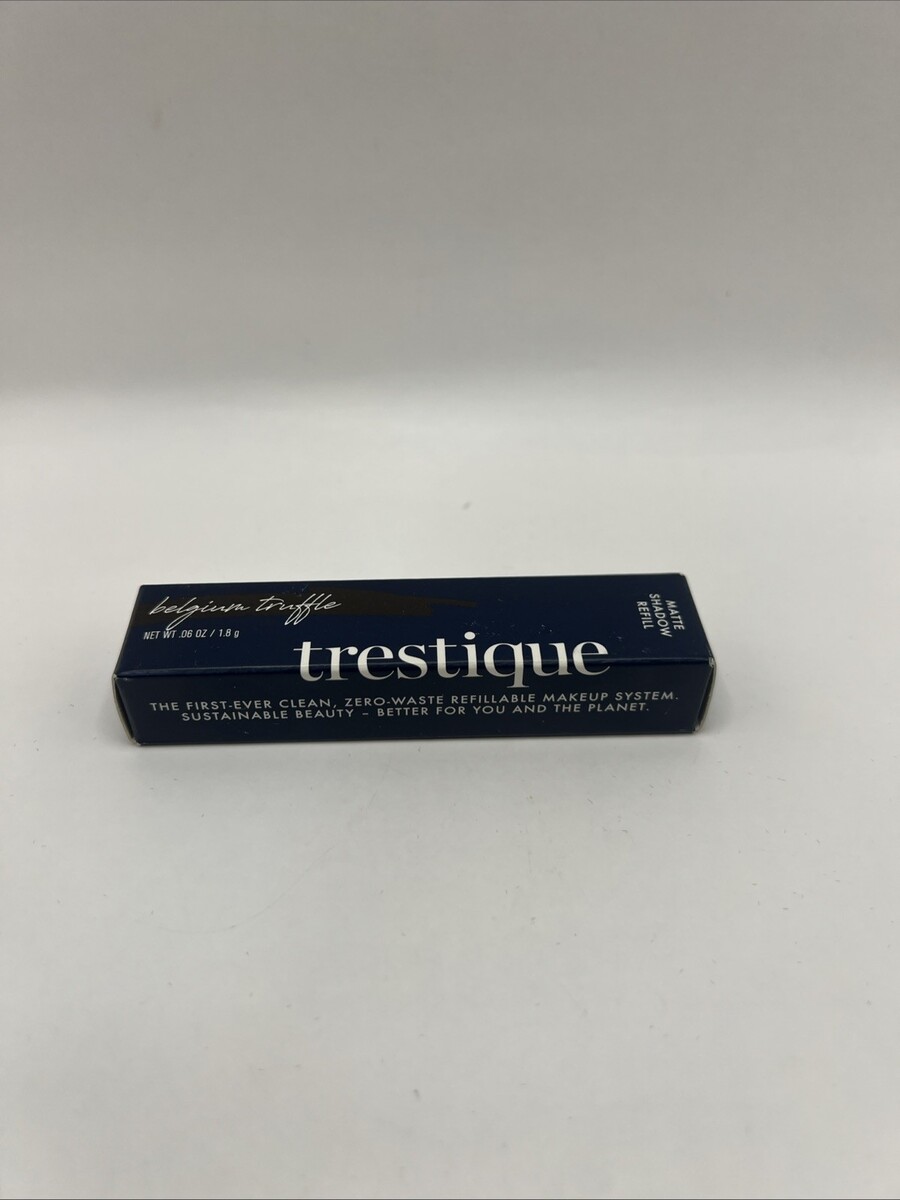 belgium truffle
NET WT .06 OZ / 1.8 g
MATTE
SHADOW
REFILL
trestique
THE FIRST-EVER CLEAN, ZERO-WASTE REFILLABLE MAKEUP SYSTEM.
SUSTAINABLE BEAUTY – BETTER FOR YOU AND THE PLANET.